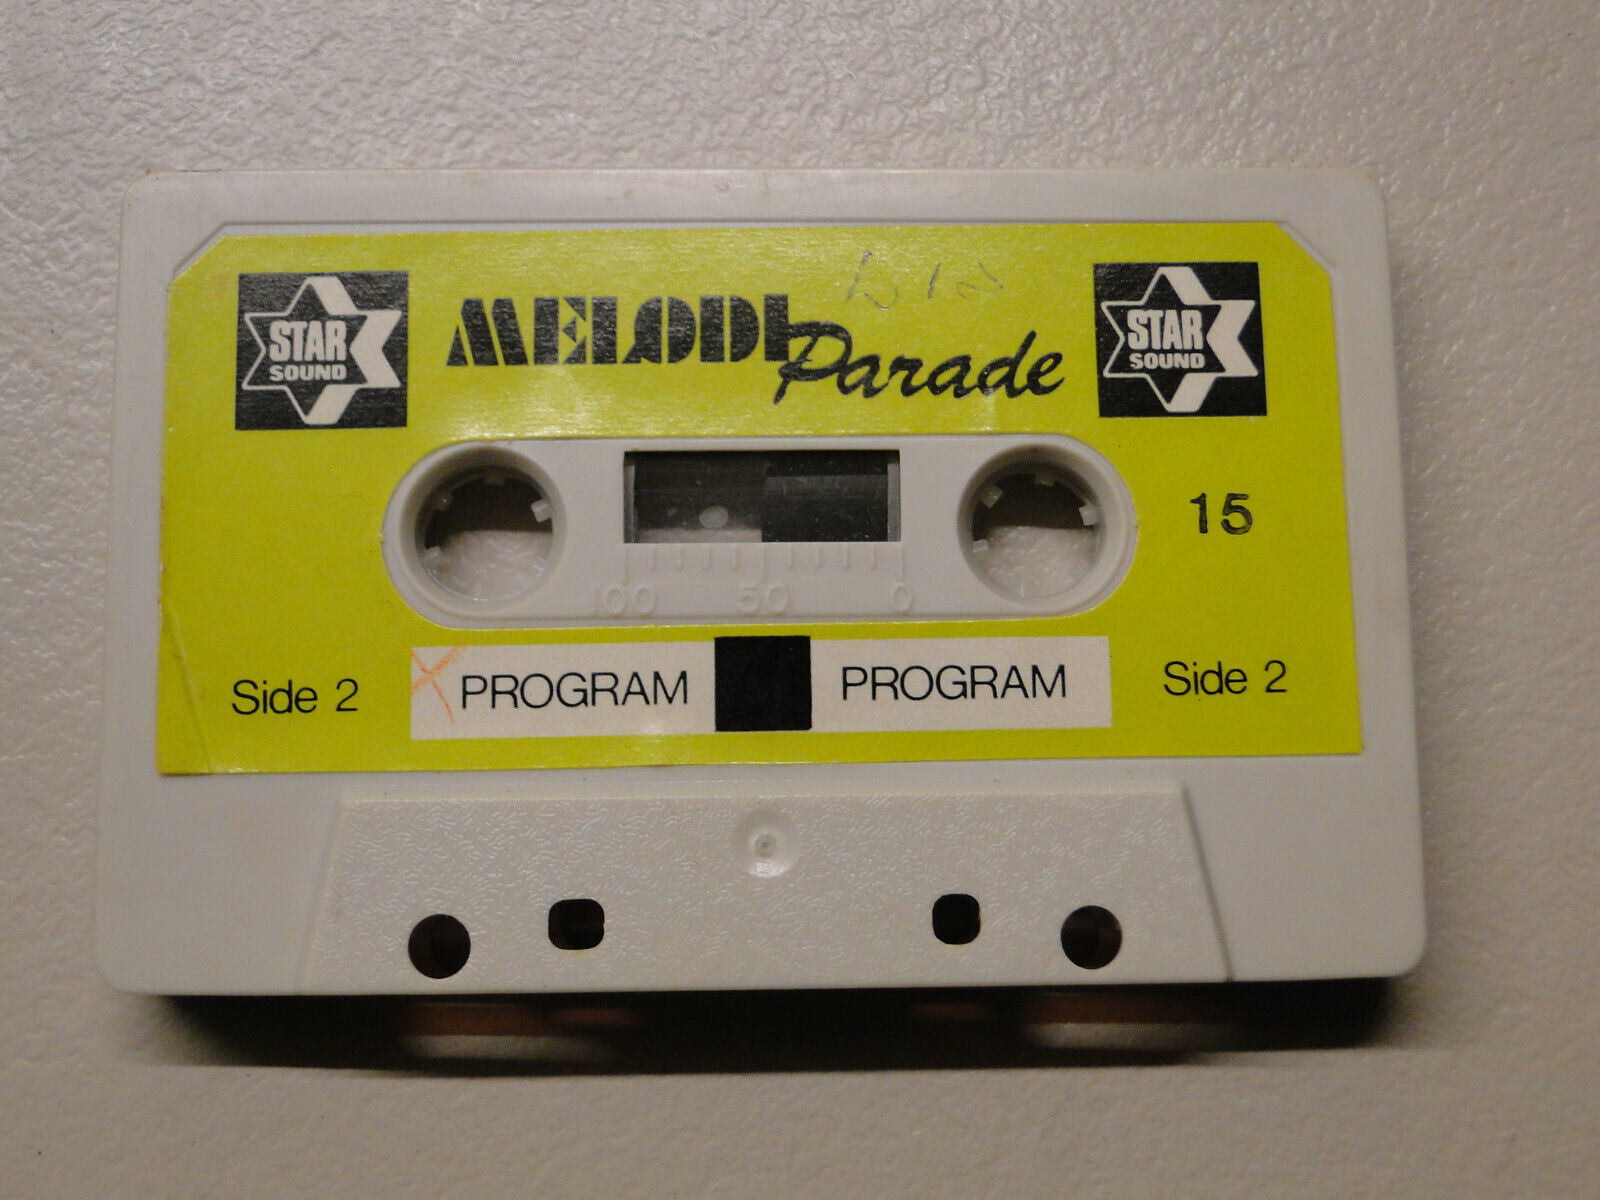 STAR
SOUND
MELODI
Parade
STAR
SOUND
15
100 50 0
Side 2
PROGRAM
PROGRAM
Side 2